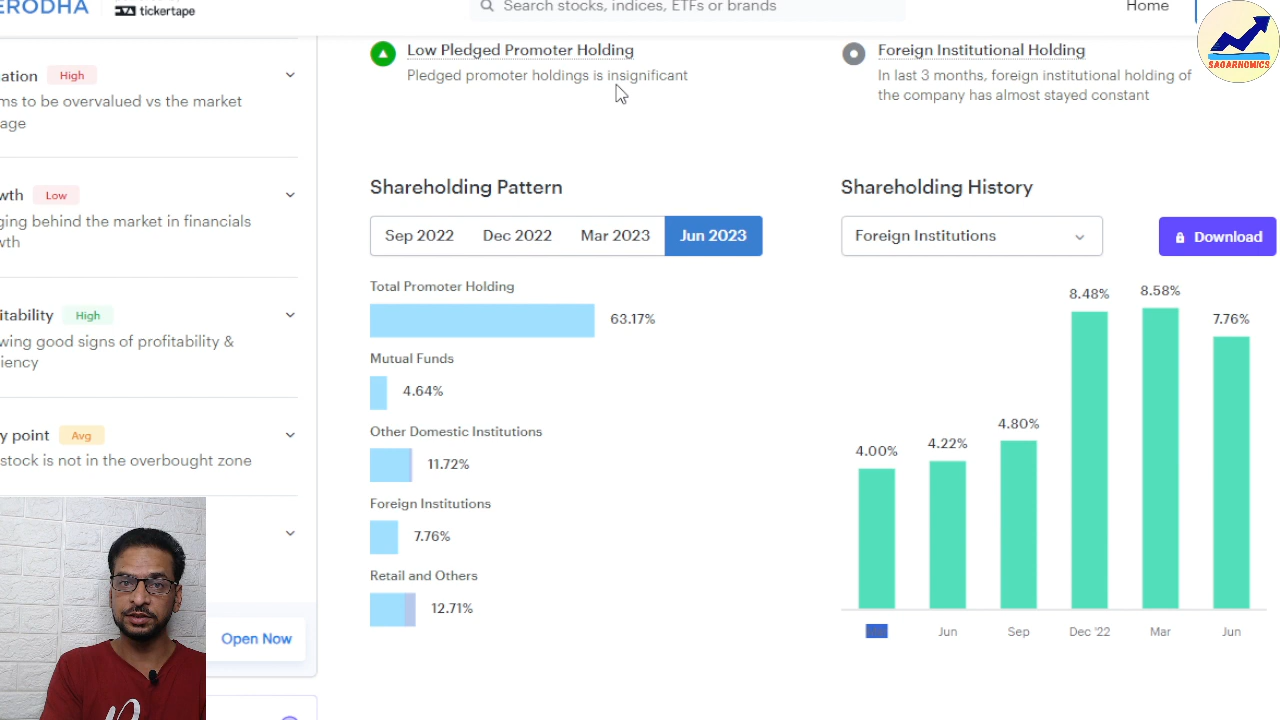 ERODHA
tickertape
Search stocks, indices, ETFs or brands
Home
SAGARNOMICS
ation High
ms to be overvalued vs the market
age
wth Low
ging behind the market in financials
wth
itability High
wing good signs of profitability &
iency
y point Avg
stock is not in the overbought zone
Open Now
Low Pledged Promoter Holding
Pledged promoter holdings is insignificant
Foreign Institutional Holding
In last 3 months, foreign institutional holding of
the company has almost stayed constant
Shareholding Pattern
Sep 2022 Dec 2022 Mar 2023 Jun 2023
Total Promoter Holding
63.17%
Mutual Funds
4.64%
Other Domestic Institutions
11.72%
Foreign Institutions
7.76%
Retail and Others
12.71%
Shareholding History
Foreign Institutions
Download
4.00% 4.22% 4.80% 8.48% 8.58% 7.76%
Jun Sep Dec '22 Mar Jun